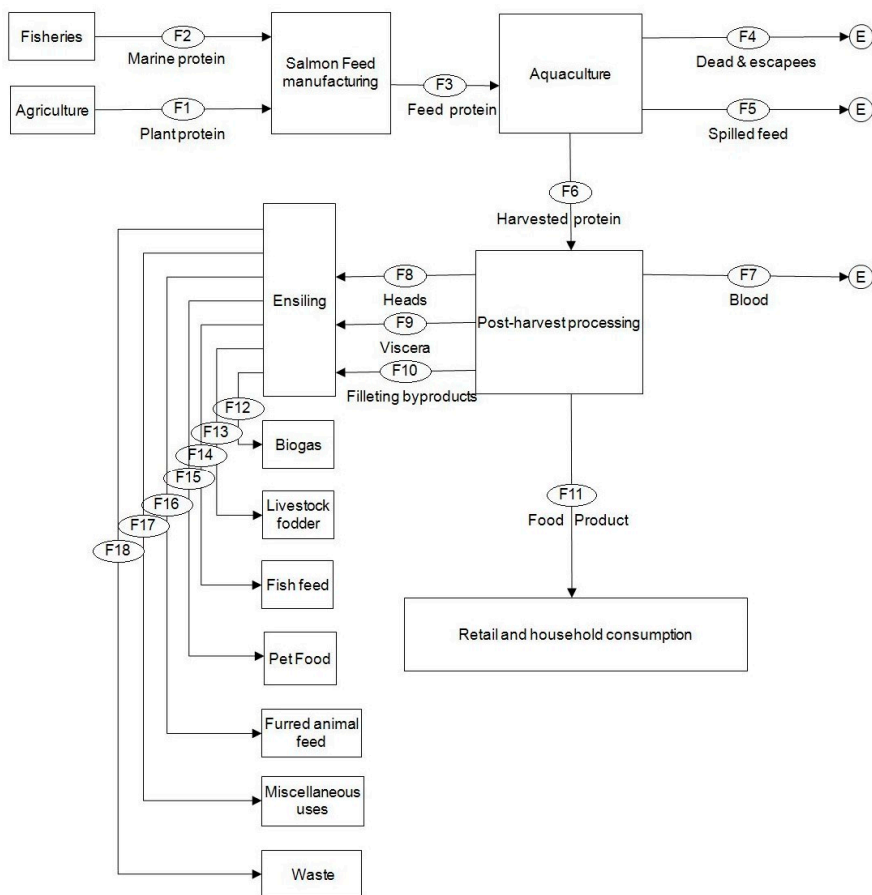 Fisheries
F2
Marine protein
Salmon Feed
manufacturing
Agriculture
F1
Plant protein
F3
Feed protein
Aquaculture
F4
E
Dead & escapees
F5
E
Spilled feed
F6
Harvested protein
Ensiling
F8
Heads
F9
Viscera
F10
Filleting byproducts
Post-harvest processing
F7
E
Blood
F12
F13
F14
F15
F16
F17
F18
Biogas
Livestock
fodder
Fish feed
Pet Food
Furred animal
feed
Miscellaneous
uses
Waste
F11
Food Product
Retail and household consumption